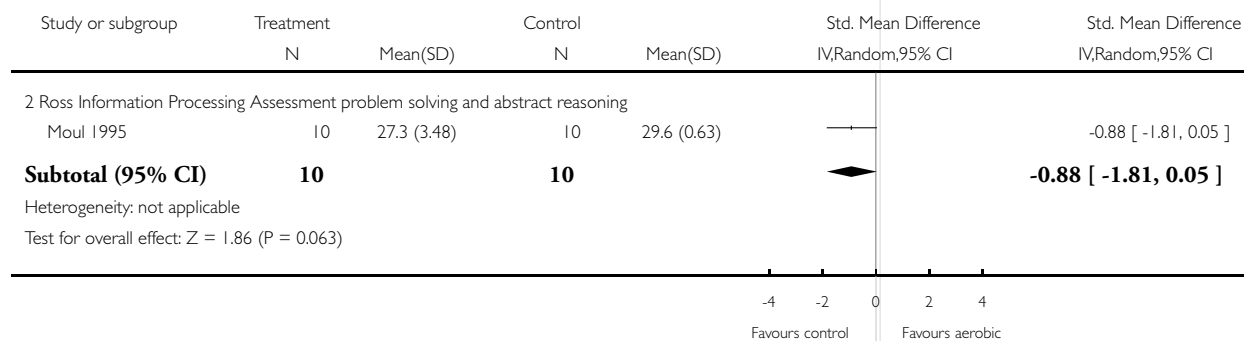 Study or subgroup Treatment Control Std. Mean Difference Std. Mean Difference
N Mean(SD) N Mean(SD) IV,Random,95% CI IV,Random,95% CI
2 Ross Information Processing Assessment problem solving and abstract reasoning
Moul 1995 10 27.3 (3.48) 10 29.6 (0.63) -0.88 [ -1.81, 0.05 ]
Subtotal (95% CI) 10 10 -0.88 [ -1.81, 0.05 ]
Heterogeneity: not applicable
Test for overall effect: Z = 1.86 (P = 0.063)
-4 -2 0 2 4
Favours control Favours aerobic